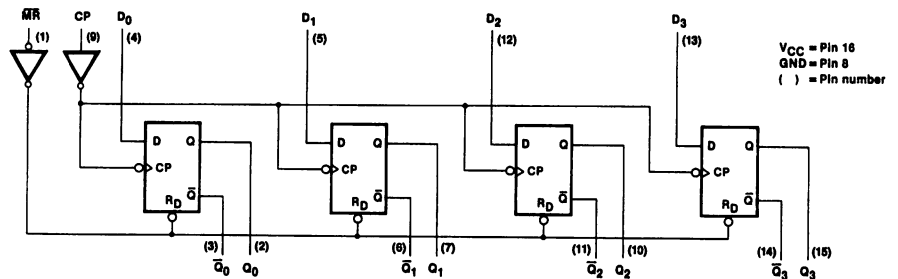 M̅R̅ CP D₀ D₁ D₂ D₃
(1) (9) (4) (5) (12) (13)
VCC = Pin 16
GND = Pin 8
( ) = Pin number
D Q D Q D Q D Q
CP CP CP CP
RD Q̅ RD Q̅ RD Q̅ RD Q̅
(3) (2) (6) (7) (11) (10) (14) (15)
Q̅₀ Q₀ Q̅₁ Q₁ Q̅₂ Q₂ Q̅₃ Q₃